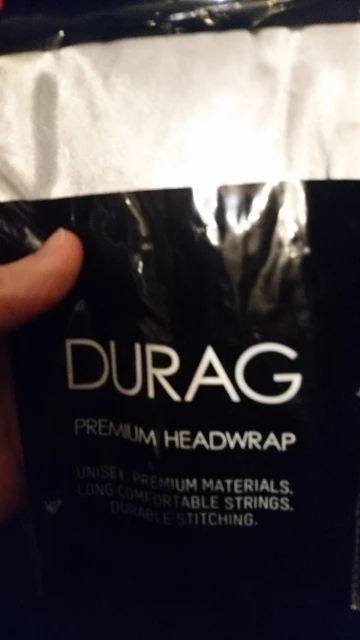 DURAG
PREMIUM HEADWRAP
UNISEX. PREMIUM MATERIALS.
LONG COMFORTABLE STRINGS.
DURABLE STITCHING.